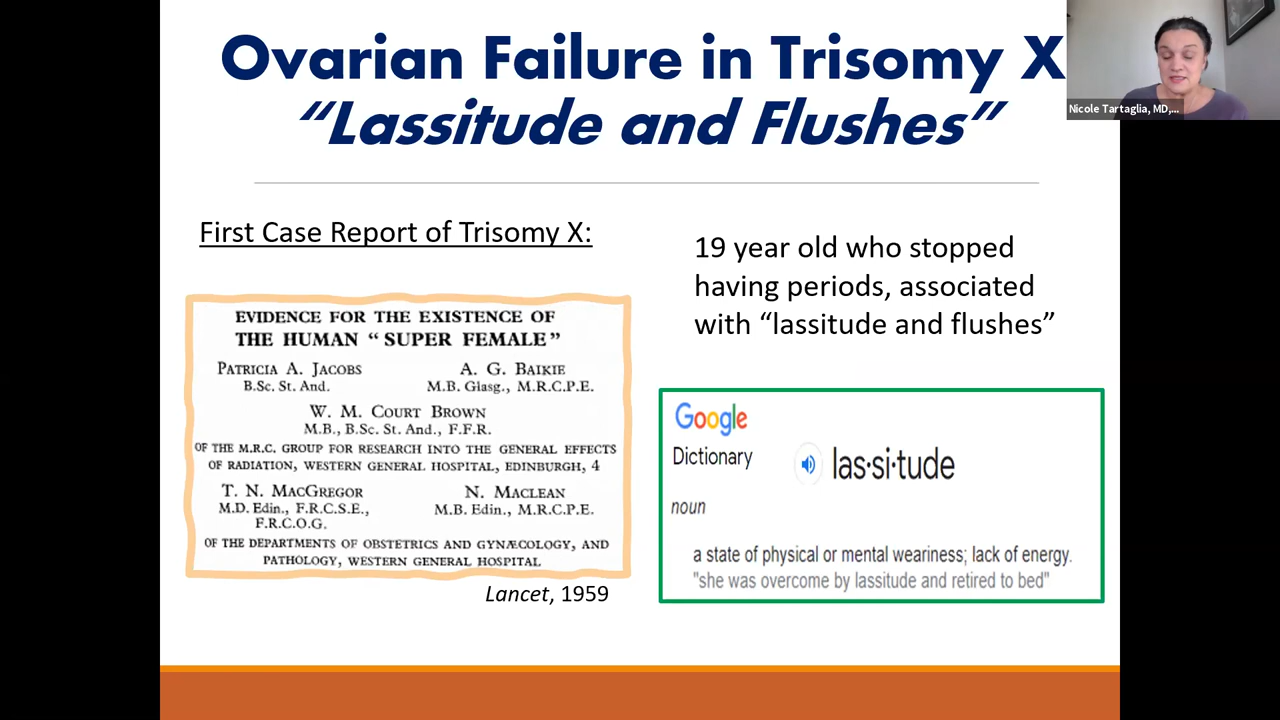 Ovarian Failure in Trisomy X
“Lassitude and Flushes”
Nicole Tartaglia, MD,...
First Case Report of Trisomy X:
EVIDENCE FOR THE EXISTENCE OF
THE HUMAN “ SUPER FEMALE ”
PATRICIA A. JACOBS
B.Sc. St. And.
A. G. BAIKIE
M.B. Glasg., M.R.C.P.E.
W. M. COURT BROWN
M.B., B.Sc. St. And., F.F.R.
OF THE M.R.C. GROUP FOR RESEARCH INTO THE GENERAL EFFECTS
OF RADIATION, WESTERN GENERAL HOSPITAL, EDINBURGH, 4
T. N. MACGREGOR
M.D. Edin., F.R.C.S.E.,
F.R.C.O.G.
N. MACLEAN
M.B. Edin., M.R.C.P.E.
OF THE DEPARTMENTS OF OBSTETRICS AND GYNÆCOLOGY, AND
PATHOLOGY, WESTERN GENERAL HOSPITAL
Lancet, 1959
19 year old who stopped
having periods, associated
with “lassitude and flushes”
Google
Dictionary
las·si·tude
noun
a state of physical or mental weariness; lack of energy.
"she was overcome by lassitude and retired to bed"